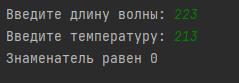 Введите длину волны: 223
Введите температуру: 213
Знаменатель равен 0